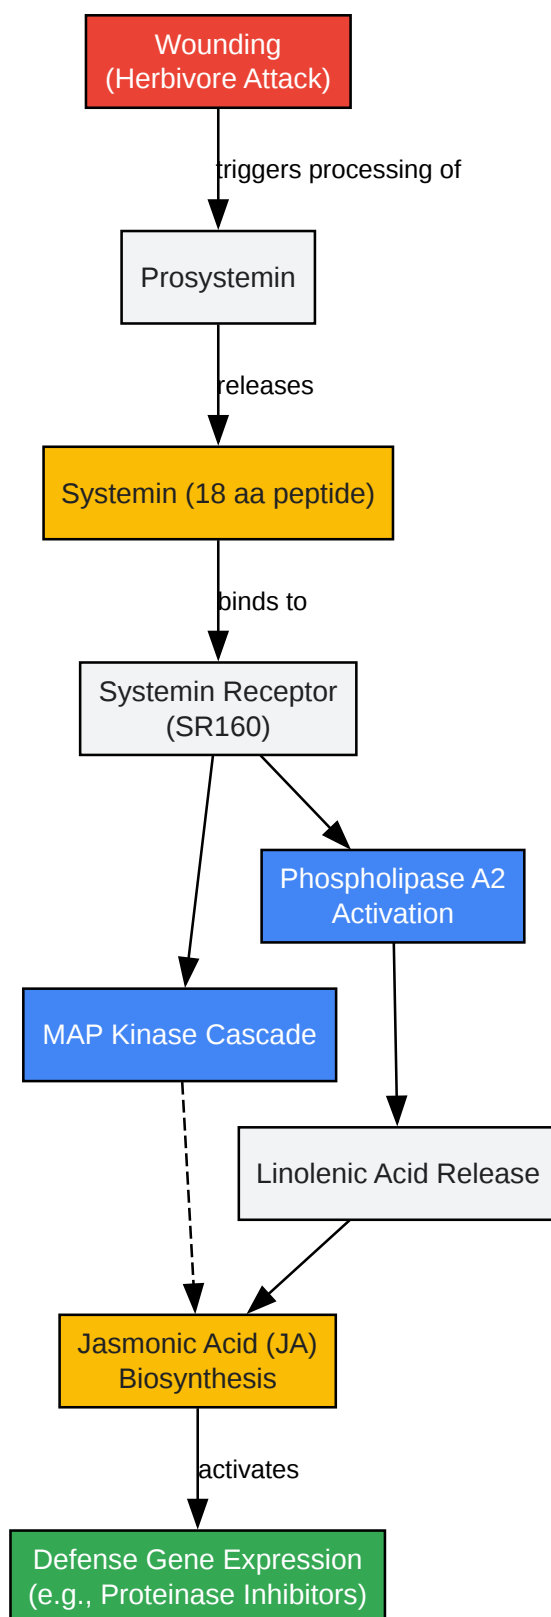 Wounding
(Herbivore Attack)
triggers processing of
Prosystemin
releases
Systemin (18 aa peptide)
binds to
Systemin Receptor
(SR160)
Phospholipase A2
Activation
MAP Kinase Cascade
Linolenic Acid Release
Jasmonic Acid (JA)
Biosynthesis
activates
Defense Gene Expression
(e.g., Proteinase Inhibitors)